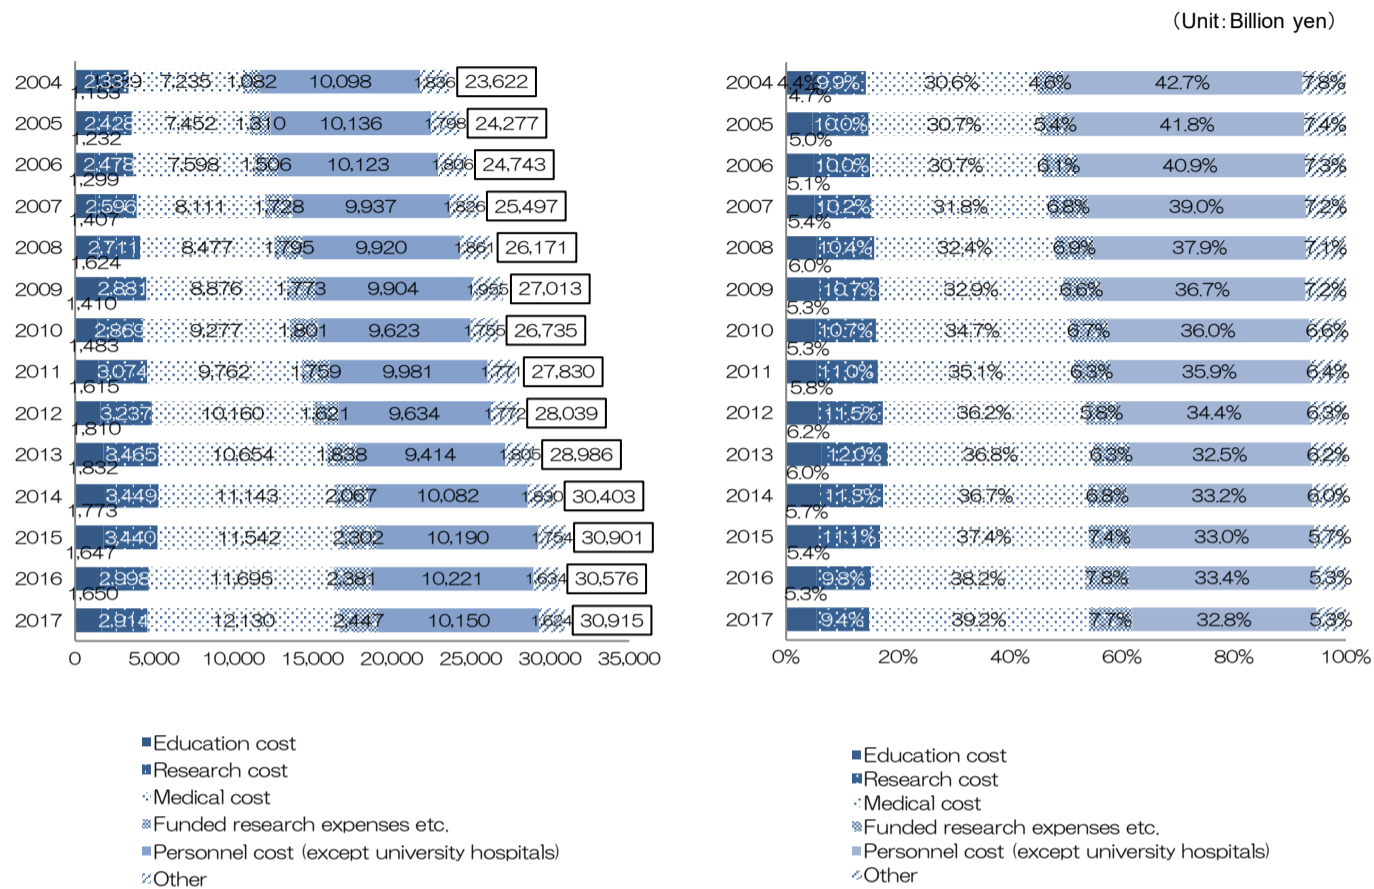 (Unit: Billion yen)
2004 2,339 7,235 1,082 10,098 1,836 23,622
1,153
2005 2,428 7,452 1,310 10,136 1,798 24,277
1,232
2006 2,478 7,598 1,506 10,123 1,806 24,743
1,299
2007 2,596 8,111 1,728 9,937 1,826 25,497
1,407
2008 2,711 8,477 1,795 9,920 1,861 26,171
1,624
2009 2,881 8,876 1,773 9,904 1,955 27,013
1,410
2010 2,869 9,277 1,801 9,623 1,755 26,735
1,483
2011 3,074 9,762 1,759 9,981 1,771 27,830
1,615
2012 3,237 10,160 1,621 9,634 1,772 28,039
1,810
2013 3,465 10,654 1,838 9,414 1,805 28,986
1,832
2014 3,449 11,143 2,067 10,082 1,830 30,403
1,773
2015 3,440 11,542 2,302 10,190 1,754 30,901
1,647
2016 2,998 11,695 2,381 10,221 1,634 30,576
1,650
2017 2,914 12,130 2,447 10,150 1,624 30,915
0 5,000 10,000 15,000 20,000 25,000 30,000 35,000
Education cost
Research cost
Medical cost
Funded research expenses etc.
Personnel cost (except university hospitals)
Other
2004 4.4% 9.9% 30.6% 4.6% 42.7% 7.8%
4.7%
2005 10.0% 30.7% 5.4% 41.8% 7.4%
5.0%
2006 10.0% 30.7% 6.1% 40.9% 7.3%
5.1%
2007 10.2% 31.8% 6.8% 39.0% 7.2%
5.4%
2008 10.4% 32.4% 6.9% 37.9% 7.1%
6.0%
2009 10.7% 32.9% 6.6% 36.7% 7.2%
5.3%
2010 10.7% 34.7% 6.7% 36.0% 6.6%
5.3%
2011 11.0% 35.1% 6.3% 35.9% 6.4%
5.8%
2012 11.5% 36.2% 5.8% 34.4% 6.3%
6.2%
2013 12.0% 36.8% 6.3% 32.5% 6.2%
6.0%
2014 11.3% 36.7% 6.8% 33.2% 6.0%
5.7%
2015 11.1% 37.4% 7.4% 33.0% 5.7%
5.4%
2016 9.8% 38.2% 7.8% 33.4% 5.3%
5.3%
2017 9.4% 39.2% 7.7% 32.8% 5.3%
0% 20% 40% 60% 80% 100%
Education cost
Research cost
Medical cost
Funded research expenses etc.
Personnel cost (except university hospitals)
Other